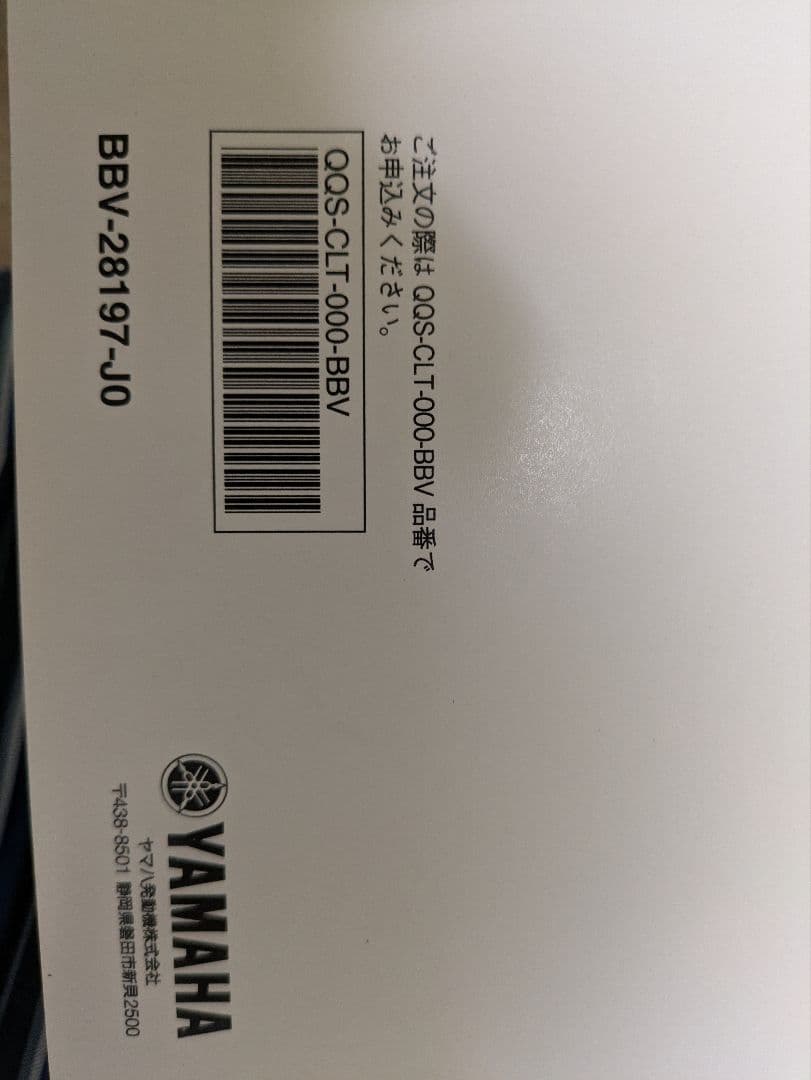 ご注文の際は QQS-CLT-000-BBV 品番で
お申込みください。
QQS-CLT-000-BBV
BBV-28197-J0
YAMAHA
ヤマハ発動機株式会社
〒438-8501 静岡県磐田市新貝2500